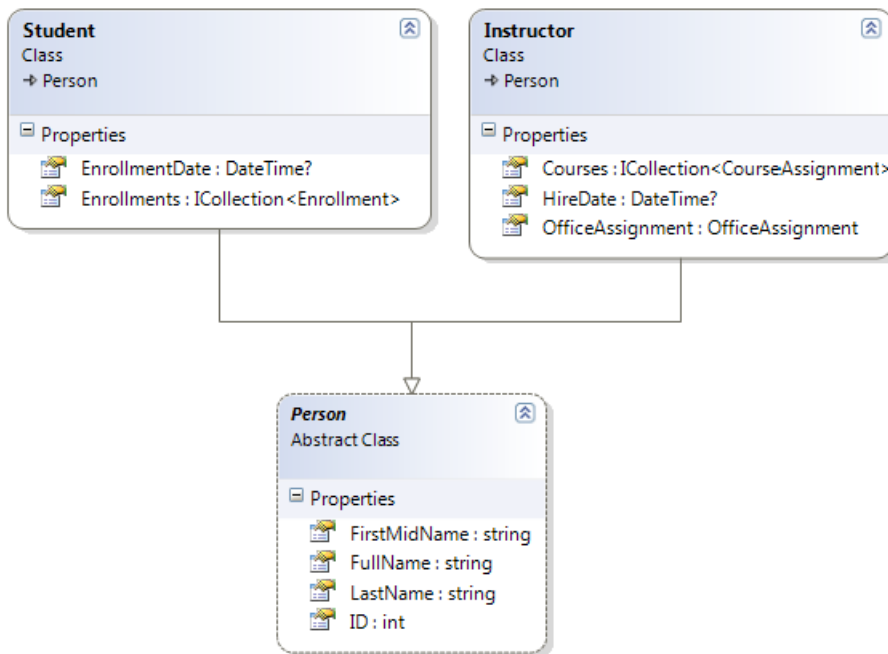 Student
Class
Person
Properties
EnrollmentDate : DateTime?
Enrollments : ICollection<Enrollment>
Instructor
Class
Person
Properties
Courses : ICollection<CourseAssignment>
HireDate : DateTime?
OfficeAssignment : OfficeAssignment
Person
Abstract Class
Properties
FirstMidName : string
FullName : string
LastName : string
ID : int